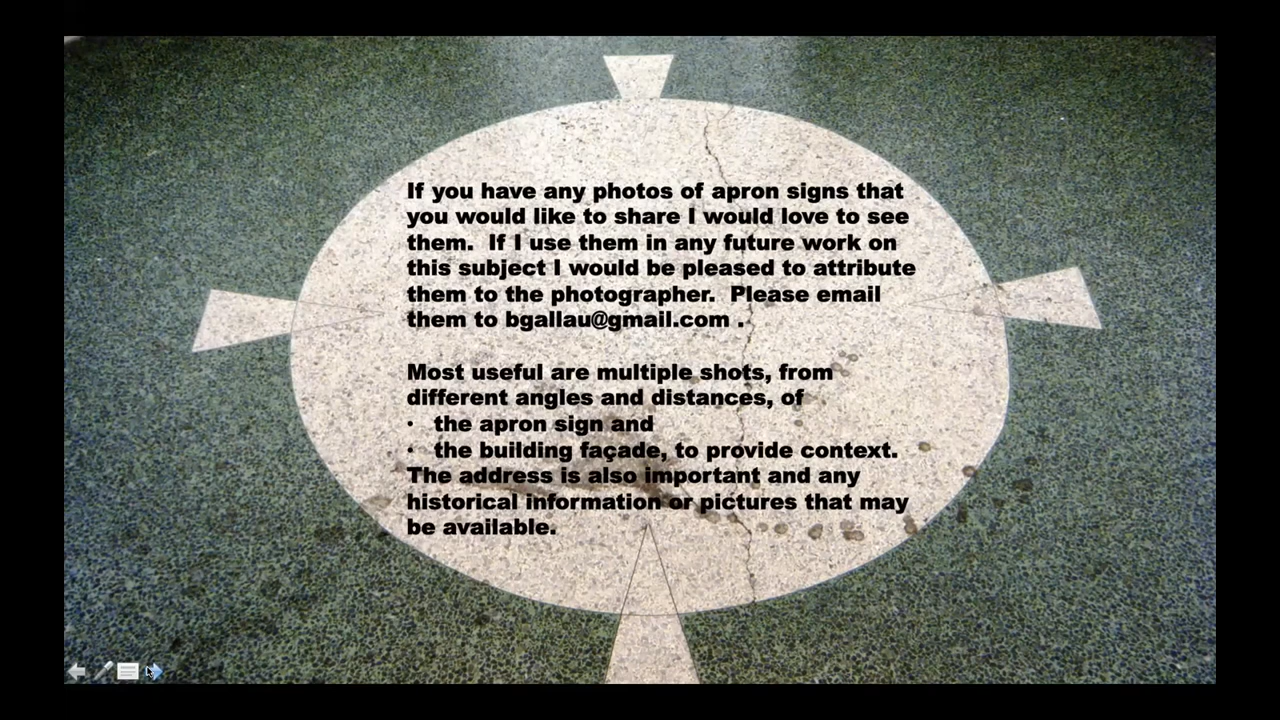 If you have any photos of apron signs that
you would like to share I would love to see
them.  If I use them in any future work on
this subject I would be pleased to attribute
them to the photographer.  Please email
them to bgallau@gmail.com .
Most useful are multiple shots, from
different angles and distances, of
• the apron sign and
• the building façade, to provide context.
The address is also important and any
historical information or pictures that may
be available.